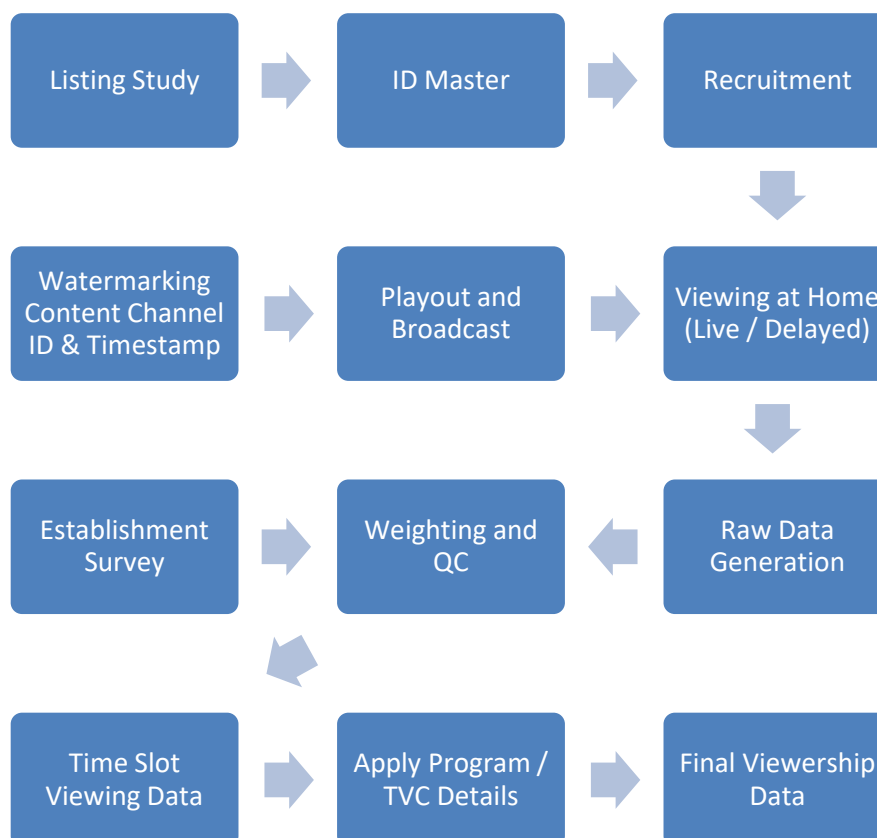 Listing Study
ID Master
Recruitment
Watermarking
Content Channel
ID & Timestamp
Playout and
Broadcast
Viewing at Home
(Live / Delayed)
Establishment
Survey
Weighting and
QC
Raw Data
Generation
Time Slot
Viewing Data
Apply Program /
TVC Details
Final Viewership
Data